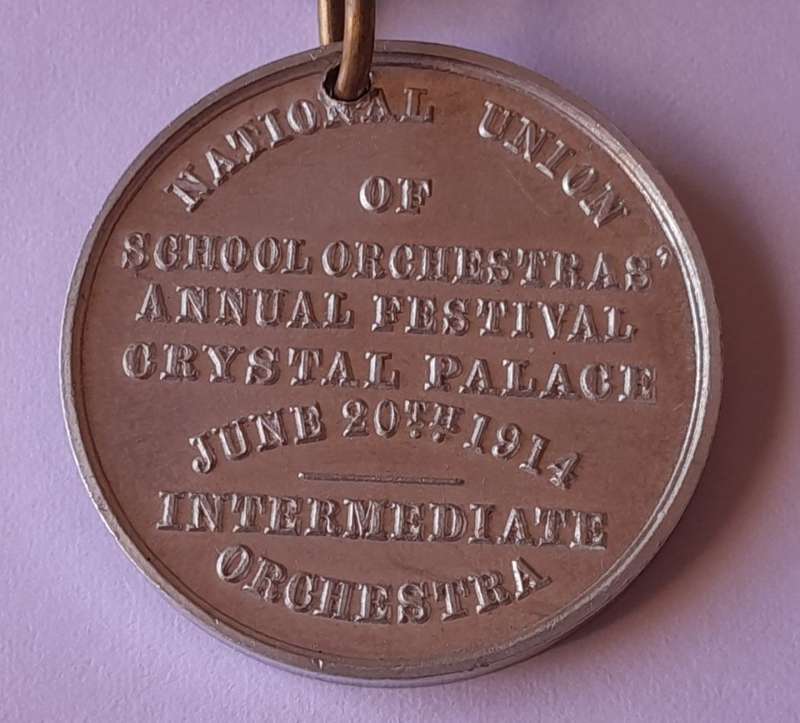 NATIONAL UNION
OF
SCHOOL ORCHESTRAS'
ANNUAL FESTIVAL
CRYSTAL PALACE
JUNE 20TH 1914
INTERMEDIATE
ORCHESTRA